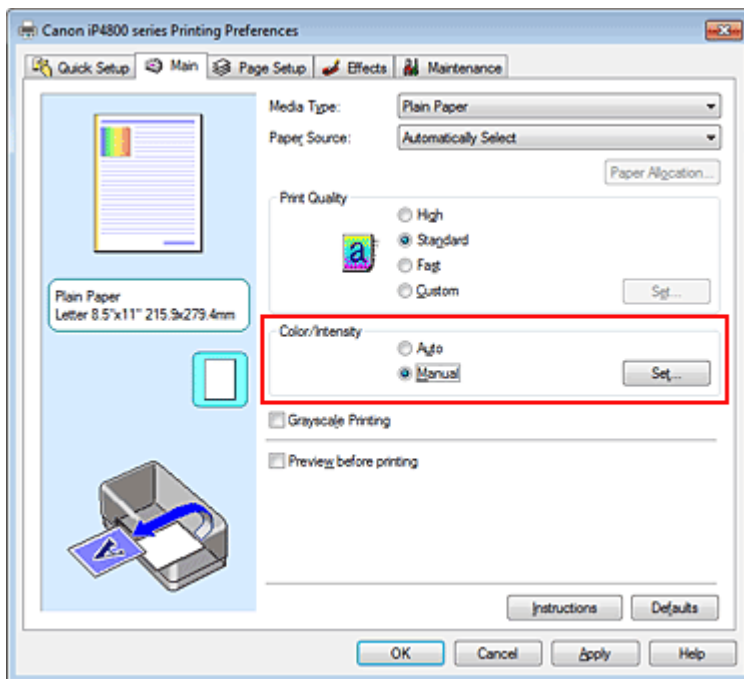 Canon iP4800 series Printing Preferences
Quick Setup Main Page Setup Effects Maintenance
Media Type: Plain Paper
Paper Source: Automatically Select
Paper Allocation...
Print Quality
High
a Standard
Fast
Custom Set...
Plain Paper
Letter 8.5"x11" 215.9x279.4mm
Color/Intensity
Auto
Manual Set...
Grayscale Printing
Preview before printing
A
Instructions Defaults
OK Cancel Apply Help